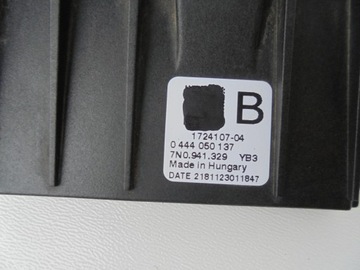 B
1724107-04
0 444 050 137
7N0.941.329 YB3
Made in Hungary
DATE 2181123011847